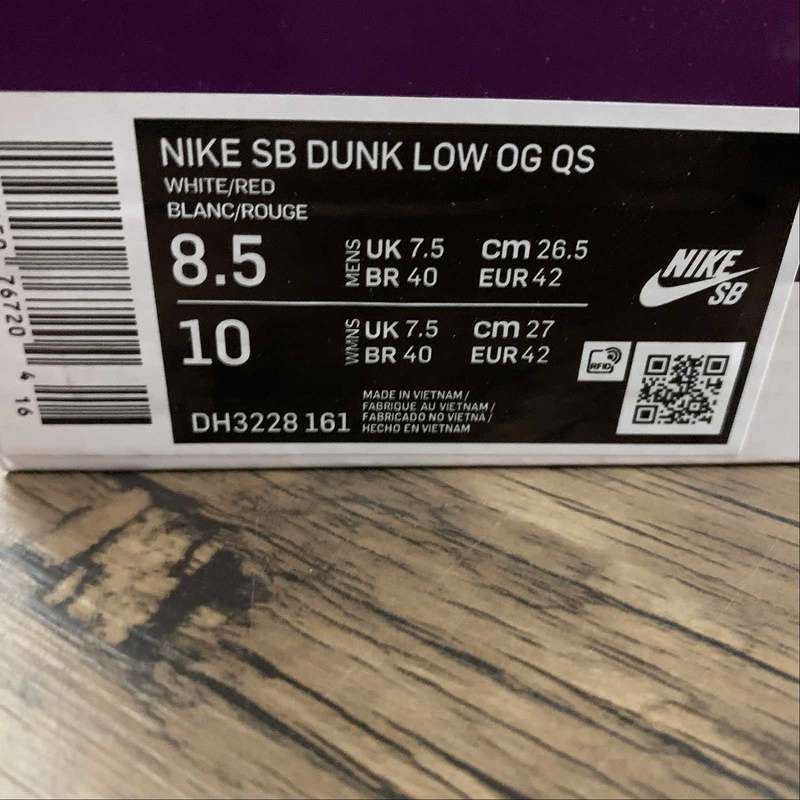 NIKE SB DUNK LOW OG QS
WHITE/RED
BLANC/ROUGE
8.5 MENS UK 7.5 cm 26.5
BR 40 EUR 42
10 WMNS UK 7.5 cm 27
BR 40 EUR 42
NIKE
SB
RFID
DH3228 161
MADE IN VIETNAM /
FABRIQUE AU VIETNAM /
FABRICADO NO VIETNA /
HECHO EN VIETNAM
76720 4 16